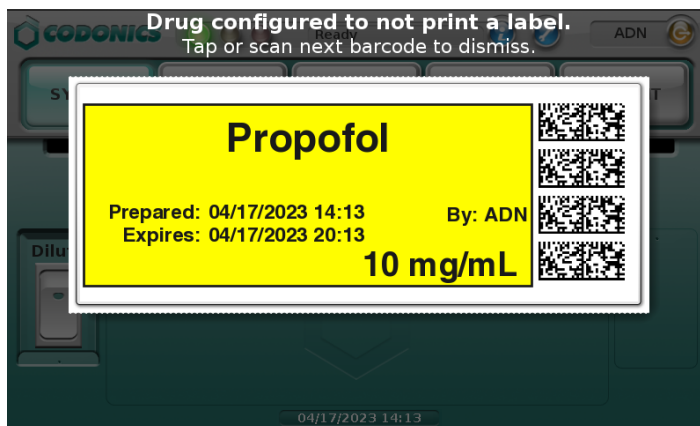 Drug configured to not print a label.
Tap or scan next barcode to dismiss.
CODONICS
Ready
ADN
SY
T
Propofol
Prepared: 04/17/2023 14:13
By: ADN
Expires: 04/17/2023 20:13
10 mg/mL
Dilu
04/17/2023 14:13